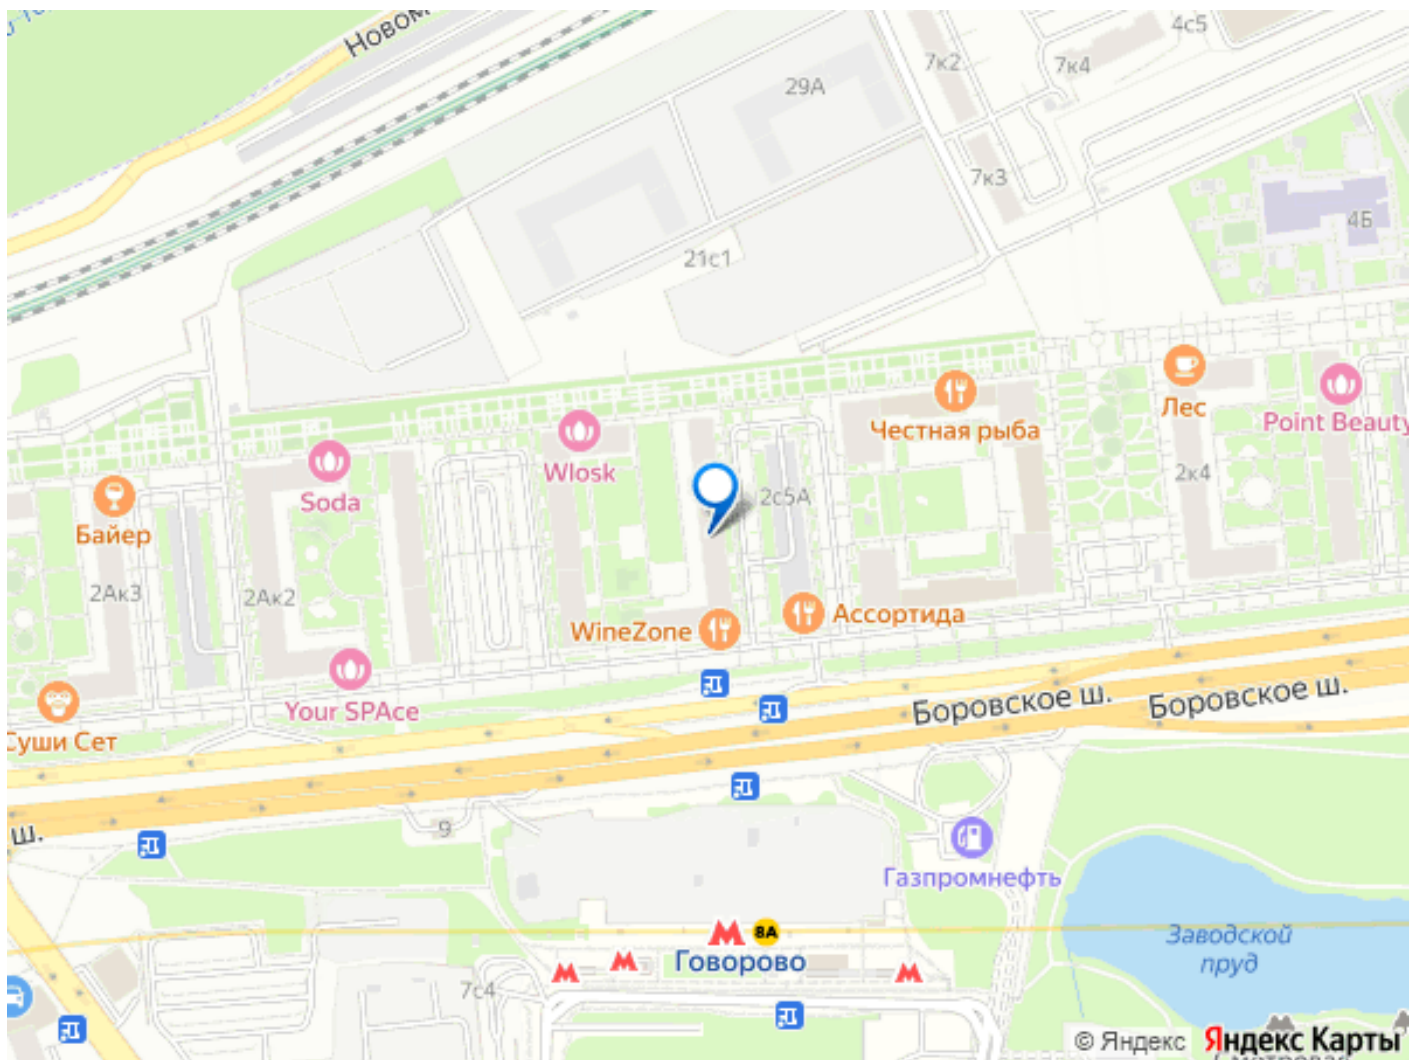 Новом
4с5
7к2
7к4
29А
7к3
4Б
21с1
Лес
Point Beauty
Честная рыба
Wlosk
Soda
2к4
2с5А
Байер
2Ак3
2Ак2
WineZone
Ассортида
Your SPAce
Суши Сет
Боровское ш.
Боровское ш.
9
ш.
Газпромнефть
8А
Говорово
Заводской
пруд
7с4
© Яндекс
Яндекс Карты